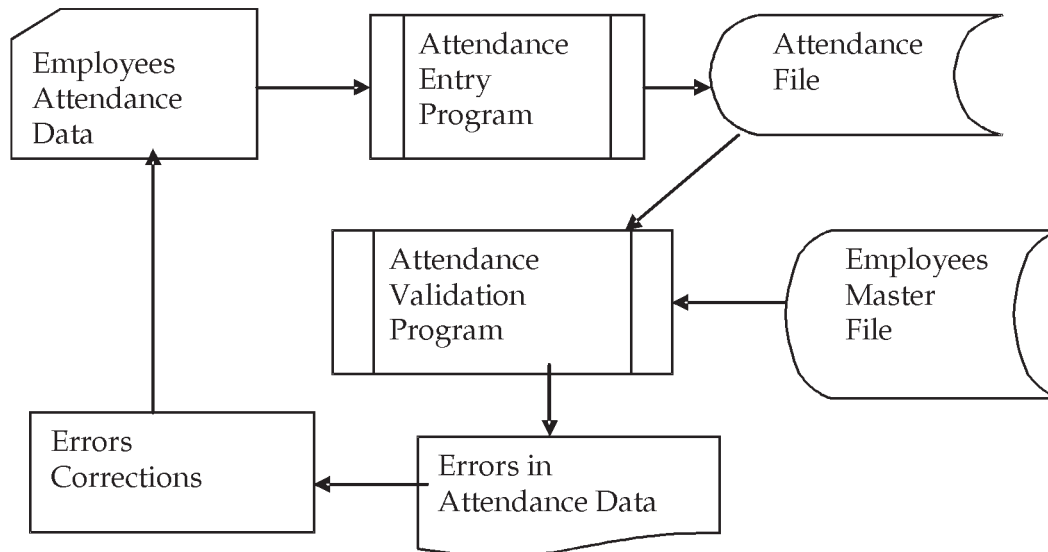 Employees
Attendance
Data
Attendance
Entry
Program
Attendance
File
Attendance
Validation
Program
Employees
Master
File
Errors
Corrections
Errors in
Attendance Data